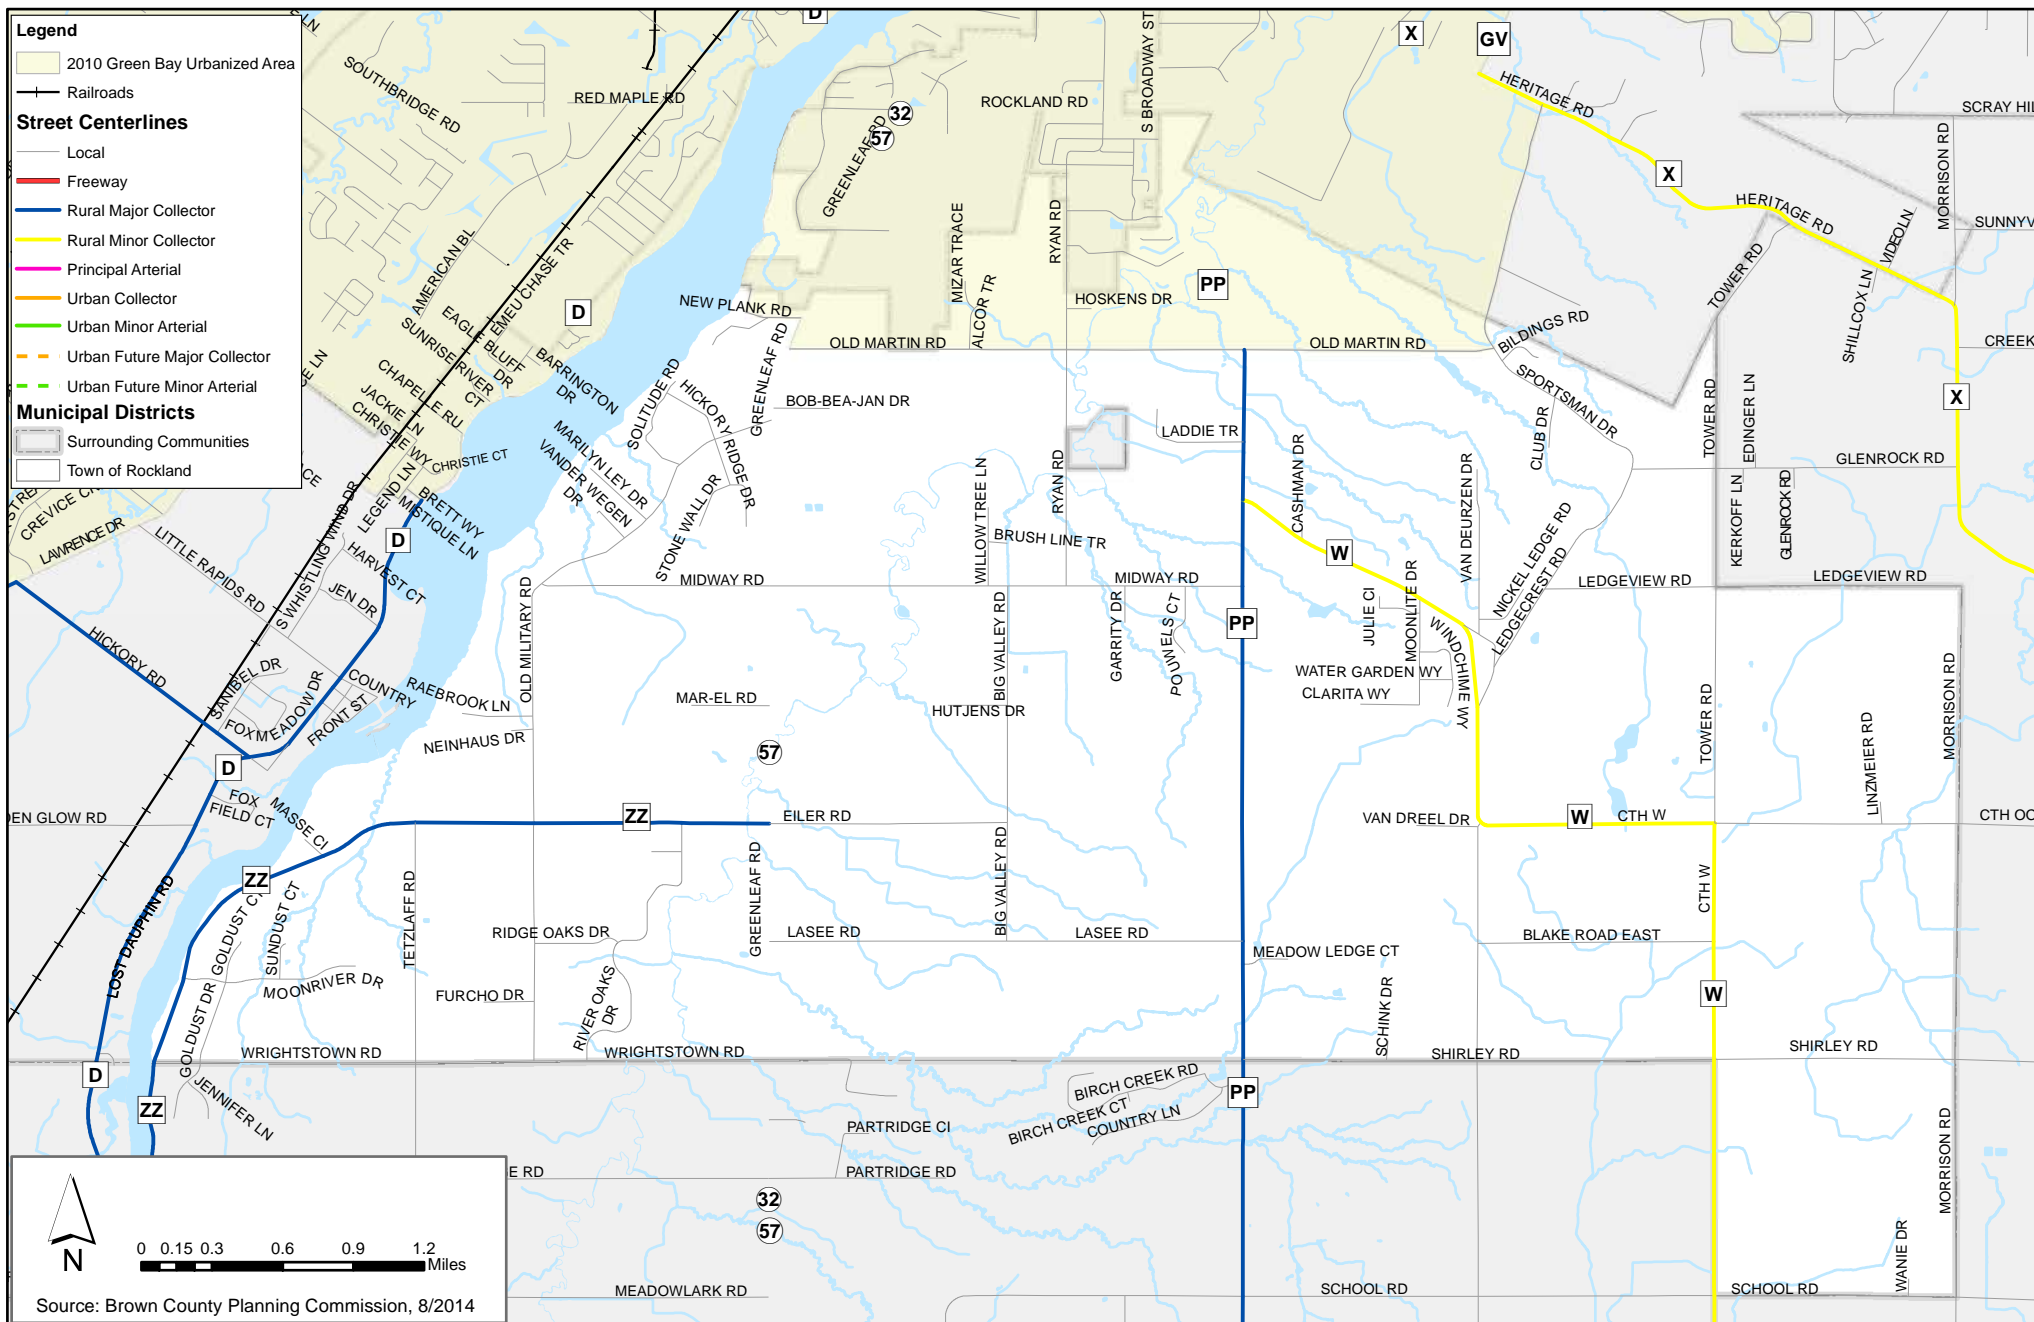 Legend
2010 Green Bay Urbanized Area
Railroads
Street Centerlines
Local
Freeway
Rural Major Collector
Rural Minor Collector
Principal Arterial
Urban Collector
Urban Minor Arterial
Urban Future Major Collector
Urban Future Minor Arterial
Municipal Districts
Surrounding Communities
Town of Rockland
SOUTHBRIDGE RD
RED MAPLE RD
D
GREENLEAF RD
32
57
ROCKLAND RD
S BROADWAY ST
X
GV
HERITAGE RD
SCRAY HIL
MORRISON RD
X
HERITAGE RD
VIDEO LN
SUNNYV
AMERICAN BL
EMEU CHASE TR
MIZAR TRACE
RYAN RD
ALCOR TR
PP
HOSKENS DR
TOWER RD
SHILLCOX LN
CREEK
D
NEW PLANK RD
EAGLE BLUFF
DR
SUNRISE
RIVER
CT
BARRINGTON
DR
CHAPELLE RU
JACKIE LN
CHRISTIE WY
CHRISTIE CT
OLD MARTIN RD
OLD MARTIN RD
BILDINGS RD
SPORTSMAN DR
SOLITUDE RD
HICKORY RIDGE DR
GREENLEAF RD
BOB-BEA-JAN DR
LADDIE TR
CLUB DR
TOWER RD
EDINGER LN
X
GLENROCK RD
MARILYN LEY DR
VANDER WEGEN
DR
STONE WALL DR
WILLOW TREE LN
RYAN RD
CASHMAN DR
VAN DEURZEN DR
NICKEL LEDGE RD
LEDGECREST RD
KERKOFF LN
GLENROCK RD
CREVICE
LAWRENCE DR
LEGEND LN
BRETT WY
MISTIQUE LN
D
S WHISTLING WIND DR
HARVEST CT
LITTLE RAPIDS RD
JEN DR
BRUSH LINE TR
W
MIDWAY RD
MIDWAY RD
LEDGEVIEW RD
LEDGEVIEW RD
HICKORY RD
SANIBEL DR
MEADOW DR
FOX
FRONT ST
COUNTRY
RAEBROOK LN
OLD MILITARY RD
NEINHAUS DR
MAR-EL RD
BIG VALLEY RD
HUTJENS DR
GARRITY DR
POUWELS CT
PP
JULIE CI
MOONLITE DR
WINDCHIME WY
WATER GARDEN WY
CLARITA WY
TOWER RD
LINZMEIER RD
MORRISON RD
D
57
FOX
FIELD CT
MASSE CI
DEN GLOW RD
ZZ
EILER RD
VAN DREEL DR
W
CTH W
CTH OO
ZZ
LOST DAUPHIN RD
GOLDUST CT
SUNDUST CT
TETZLAFF RD
GREENLEAF RD
BIG VALLEY RD
CTH W
RIDGE OAKS DR
LASEE RD
LASEE RD
BLAKE ROAD EAST
MEADOW LEDGE CT
MOONRIVER DR
GOLDUST DR
FURCHO DR
RIVER OAKS
DR
SCHINK DR
W
WRIGHTSTOWN RD
WRIGHTSTOWN RD
SHIRLEY RD
SHIRLEY RD
D
ZZ
JENNIFER LN
BIRCH CREEK RD
PP
BIRCH CREEK CT
COUNTRY LN
PARTRIDGE CI
PARTRIDGE RD
E RD
MORRISON RD
WANIE DR
32
57
N
0 0.15 0.3 0.6 0.9 1.2
Miles
MEADOWLARK RD
SCHOOL RD
SCHOOL RD
Source: Brown County Planning Commission, 8/2014